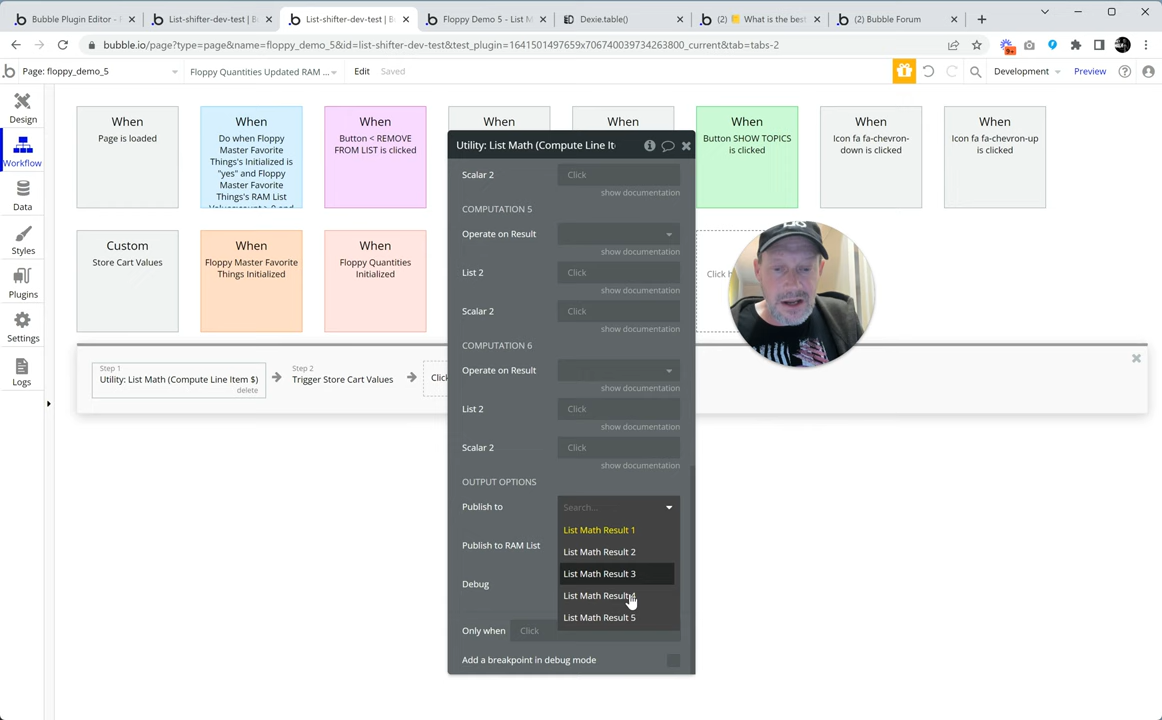 Bubble Plugin Editor -
List-shifter-dev-test | B
List-shifter-dev-test | B
Floppy Demo 5 - List M
Dexie.table()
(2) 👋 What is the best
(2) Bubble Forum
bubble.io/page?type=page&name=floppy_demo_5&id=list-shifter-dev-test&test_plugin=1641501497659x706740039734263800_current&tab=tabs-2
Page: floppy_demo_5
Floppy Quantities Updated RAM ...
Edit
Saved
Development
Preview
Design
Workflow
Data
Styles
Plugins
Settings
Logs
When
Page is loaded
When
Do when Floppy
Master Favorite
Things's Initialized is
"yes" and Floppy
Master Favorite
Things's RAM List
When
Button < REMOVE
FROM LIST is clicked
When
When
When
Button SHOW TOPICS
is clicked
When
Icon fa fa-chevron-
down is clicked
When
Icon fa fa-chevron-up
is clicked
Custom
Store Cart Values
When
Floppy Master Favorite
Things Initialized
When
Floppy Quantities
Initialized
Click h
Step 1
Utility: List Math (Compute Line Item $)
delete
Step 2
Trigger Store Cart Values
Click
Utility: List Math (Compute Line It
Scalar 2
Click
show documentation
COMPUTATION 5
Operate on Result
show documentation
List 2
Click
show documentation
Scalar 2
Click
show documentation
COMPUTATION 6
Operate on Result
show documentation
List 2
Click
show documentation
Scalar 2
Click
show documentation
OUTPUT OPTIONS
Publish to
Search...
List Math Result 1
List Math Result 2
List Math Result 3
List Math Result 4
List Math Result 5
Publish to RAM List
Debug
Only when
Click
Add a breakpoint in debug mode